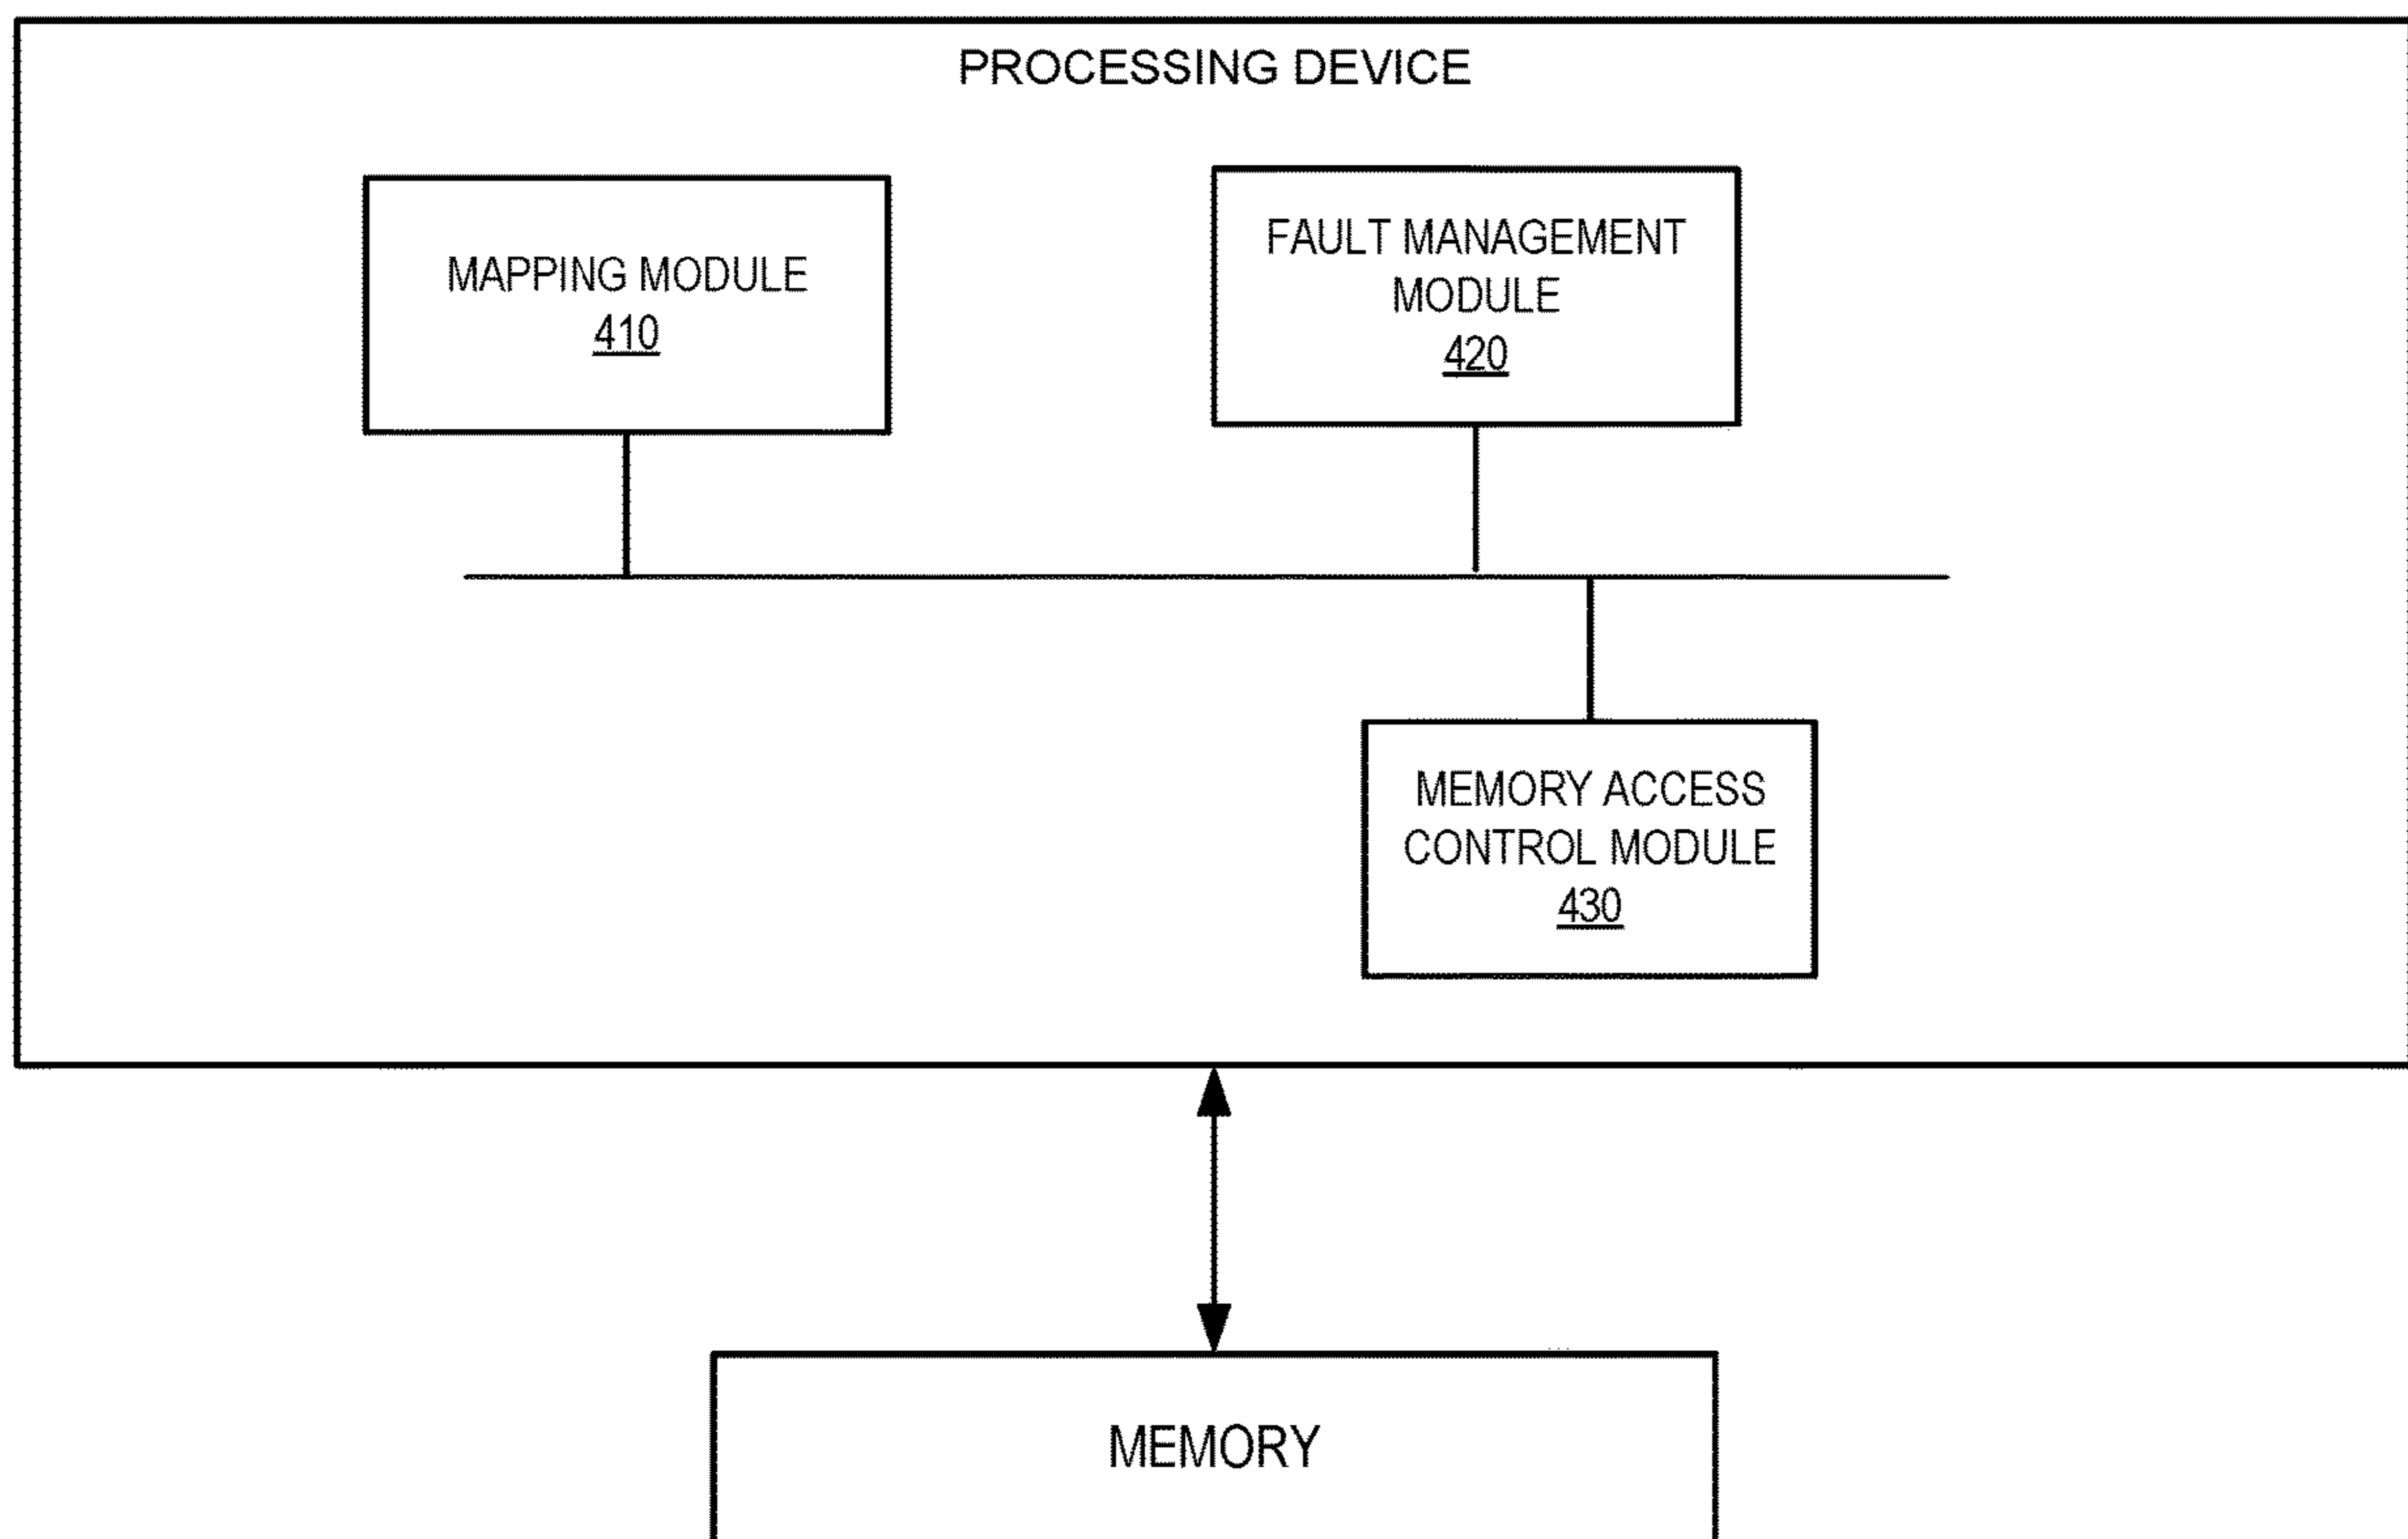 PROCESSING DEVICE
MAPPING MODULE
410
FAULT MANAGEMENT
MODULE
420
MEMORY ACCESS
CONTROL MODULE
430
MEMORY